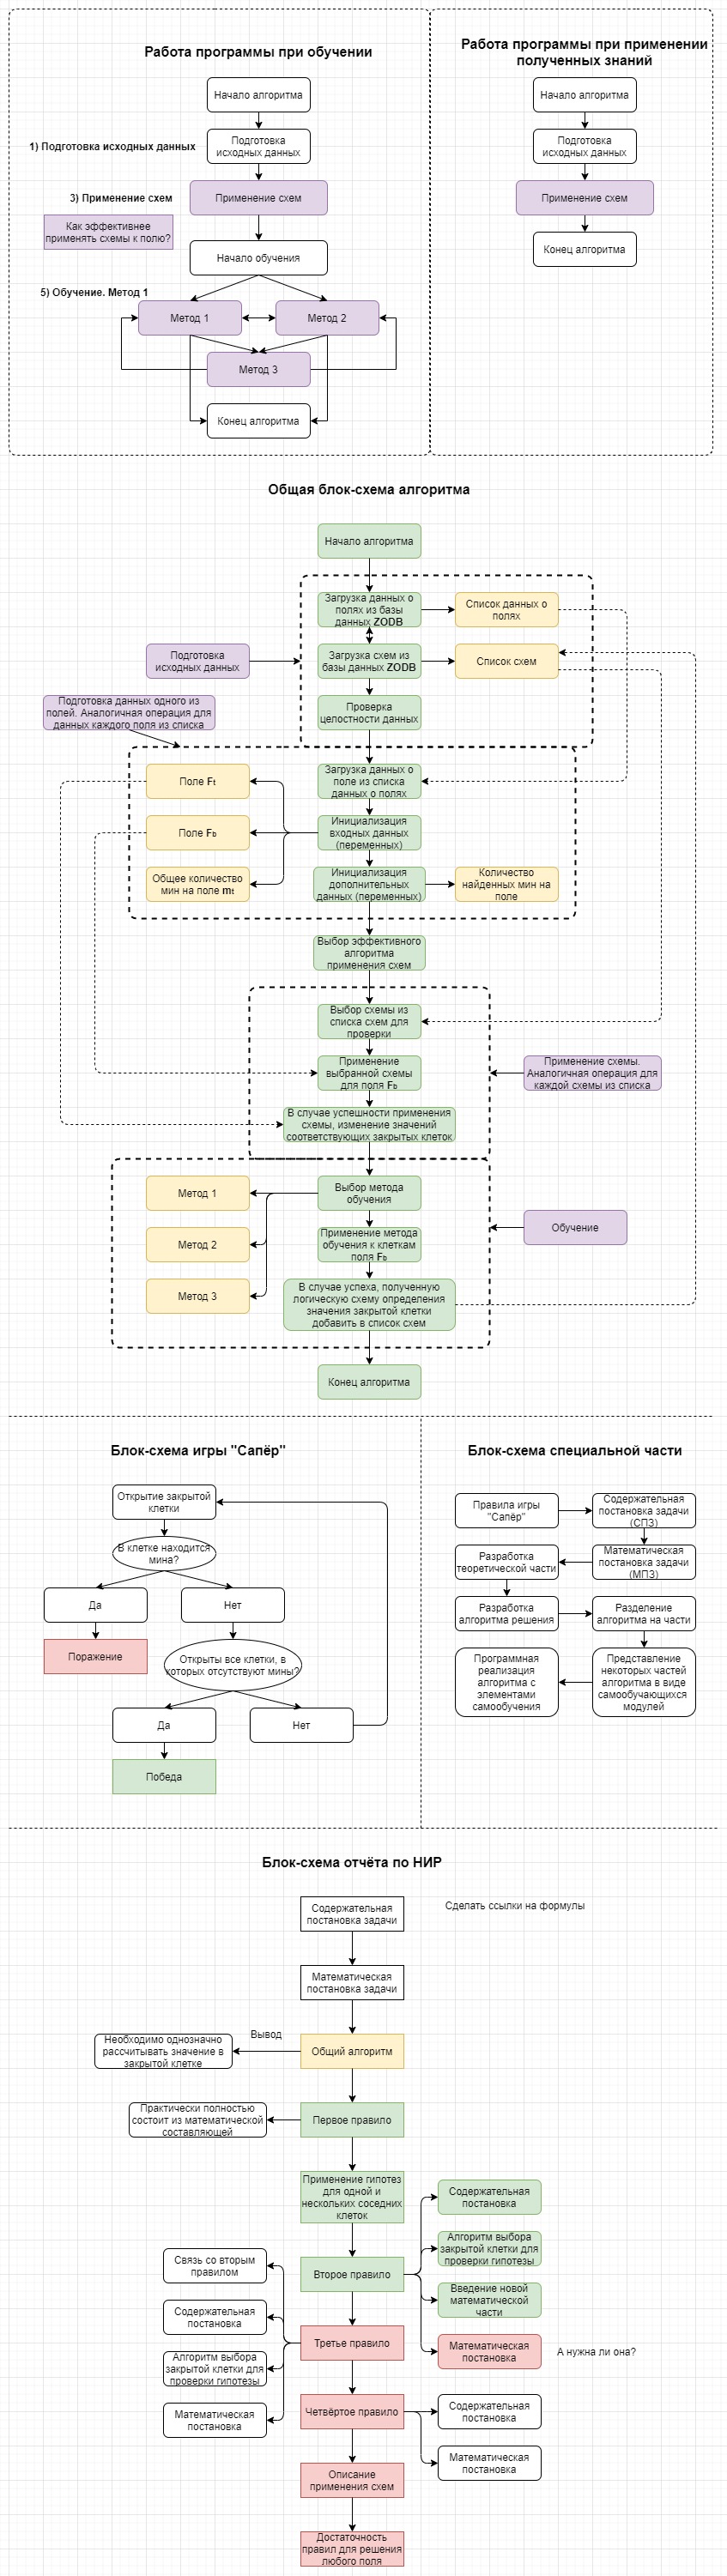 Работа программы при обучении
Начало алгоритма
1) Подготовка исходных данных
Подготовка
исходных данных
3) Применение схем
Применение схем
Как эффективнее
применять схемы к полю?
Начало обучения
5) Обучение. Метод 1
Метод 1
Метод 2
Метод 3
Конец алгоритма
Работа программы при применении
полученных знаний
Начало алгоритма
Подготовка
исходных данных
Применение схем
Конец алгоритма
Общая блок-схема алгоритма
Начало алгоритма
Загрузка данных о
полях из базы
данных ZODB
Список данных о
полях
Подготовка
исходных данных
Загрузка схем из
базы данных ZODB
Список схем
Подготовка данных одного из
полей. Аналогичная операция для
данных каждого поля из списка
Проверка
целостности данных
Поле Ft
Загрузка данных о
поле из списка
данных о полях
Поле Fb
Инициализация
входных данных
(переменных)
Общее количество
мин на поле mt
Инициализация
дополнительных
данных (переменных)
Количество
найденных мин на
поле
Выбор эффективного
алгоритма
применения схем
Выбор схемы из
списка схем для
проверки
Применение
выбранной схемы
для поля Fb
Применение схемы.
Аналогичная операция для
каждой схемы из списка
В случае успешности применения
схемы, изменение значений
соответствующих закрытых клеток
Метод 1
Выбор метода
обучения
Метод 2
Применение метода
обучения к клеткам
поля Fb
Обучение
Метод 3
В случае успеха, полученную
логическую схему определения
значения закрытой клетки
добавить в список схем
Конец алгоритма
Блок-схема игры "Сапёр"
Открытие закрытой
клетки
В клетке находится
мина?
Да
Нет
Поражение
Открыты все клетки, в
которых отсутствуют мины?
Да
Нет
Победа
Блок-схема специальной части
Правила игры
"Сапёр"
Содержательная
постановка задачи
(СПЗ)
Разработка
теоретической части
Математическая
постановка задачи
(МПЗ)
Разработка
алгоритма решения
Разделение
алгоритма на части
Программная
реализация
алгоритма с
элементами
самообучения
Представление
некоторых частей
алгоритма в виде
самообучающихся
модулей
Блок-схема отчёта по НИР
Содержательная
постановка задачи
Сделать ссылки на формулы
Математическая
постановка задачи
Необходимо однозначно
рассчитывать значение в
закрытой клетке
Вывод
Общий алгоритм
Практически полностью
состоит из математической
составляющей
Первое правило
Применение гипотез
для одной и
нескольких соседних
клеток
Содержательная
постановка
Алгоритм выбора
закрытой клетки для
проверки гипотезы
Связь со вторым
правилом
Второе правило
Введение новой
математической
части
Содержательная
постановка
Третье правило
Математическая
постановка
А нужна ли она?
Алгоритм выбора
закрытой клетки для
проверки гипотезы
Математическая
постановка
Четвёртое правило
Содержательная
постановка
Математическая
постановка
Описание
применения схем
Достаточность
правил для решения
любого поля